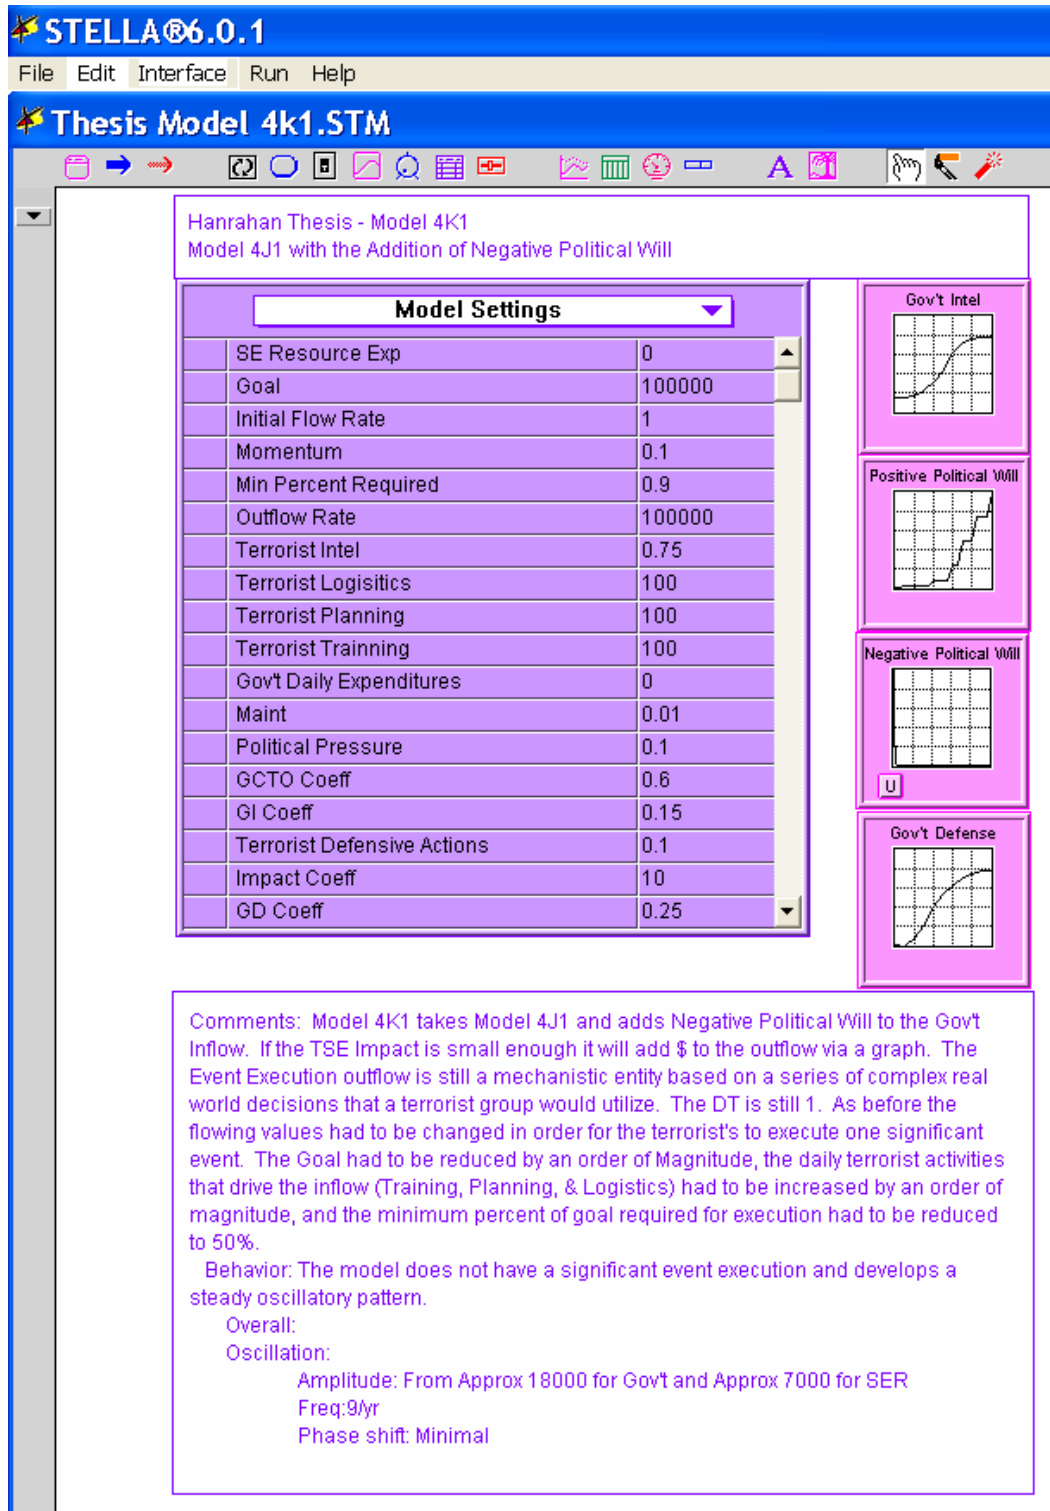 STELLA®6.0.1
File Edit Interface Run Help
Thesis Model 4k1.STM
A
Hanrahan Thesis - Model 4K1
Model 4J1 with the Addition of Negative Political Will
Model Settings
SE Resource Exp 0
Goal 100000
Initial Flow Rate 1
Momentum 0.1
Min Percent Required 0.9
Outflow Rate 100000
Terrorist Intel 0.75
Terrorist Logisitics 100
Terrorist Planning 100
Terrorist Trainning 100
Gov't Daily Expenditures 0
Maint 0.01
Political Pressure 0.1
GCTO Coeff 0.6
GI Coeff 0.15
Terrorist Defensive Actions 0.1
Impact Coeff 10
GD Coeff 0.25
Gov't Intel
Positive Political Will
Negative Political Will
U
Gov't Defense
Comments: Model 4K1 takes Model 4J1 and adds Negative Political Will to the Gov't
Inflow. If the TSE Impact is small enough it will add $ to the outflow via a graph. The
Event Execution outflow is still a mechanistic entity based on a series of complex real
world decisions that a terrorist group would utilize. The DT is still 1. As before the
flowing values had to be changed in order for the terrorist's to execute one significant
event. The Goal had to be reduced by an order of Magnitude, the daily terrorist activities
that drive the inflow (Training, Planning, & Logistics) had to be increased by an order of
magnitude, and the minimum percent of goal required for execution had to be reduced
to 50%.
Behavior: The model does not have a significant event execution and develops a
steady oscillatory pattern.
Overall:
Oscillation:
Amplitude: From Approx 18000 for Gov't and Approx 7000 for SER
Freq:9/yr
Phase shift: Minimal